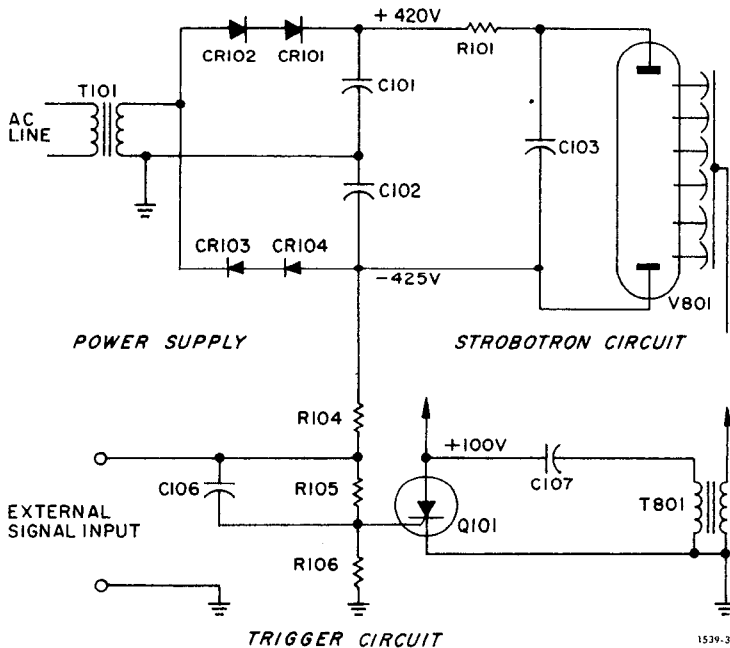 + 420V
CR102
CR101
R101
T101
C101
AC
LINE
C103
C102
CR103
CR104
-425V
V801
POWER SUPPLY
STROBOTRON CIRCUIT
R104
+100V
C106
R105
C107
T801
EXTERNAL
SIGNAL INPUT
Q101
R106
TRIGGER CIRCUIT
1539-3